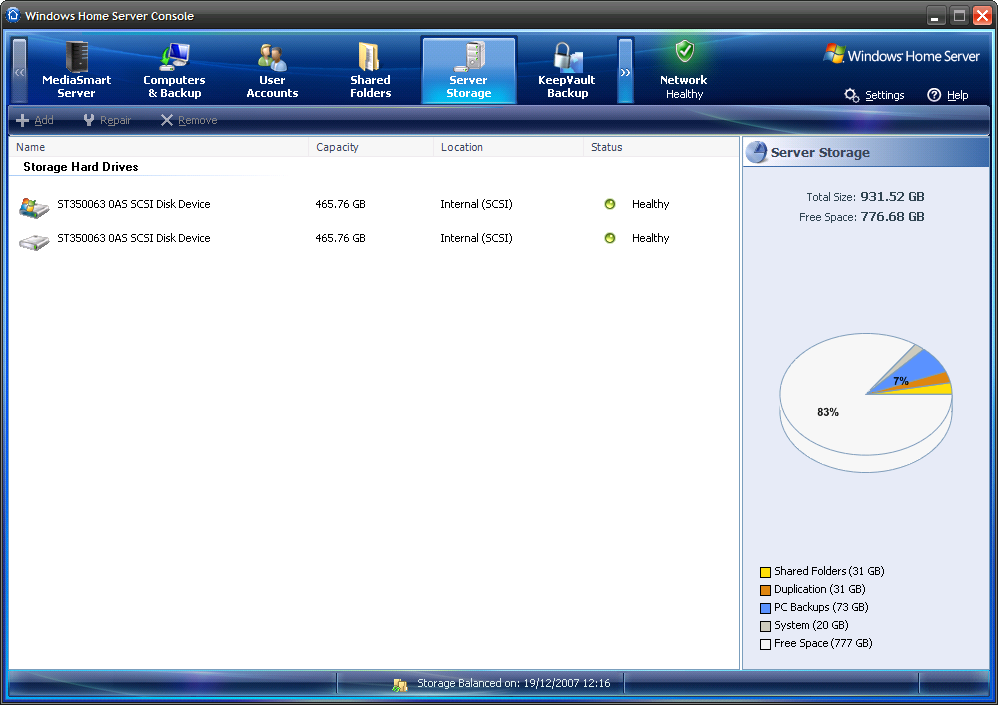 Windows Home Server Console
MediaSmart Server
Computers & Backup
User Accounts
Shared Folders
Server Storage
KeepVault Backup
Network
Healthy
Windows Home Server
Settings
Help
Add
Repair
Remove
Name Capacity Location Status
Storage Hard Drives
ST350063 0AS SCSI Disk Device 465.76 GB Internal (SCSI) Healthy
ST350063 0AS SCSI Disk Device 465.76 GB Internal (SCSI) Healthy
Server Storage
Total Size: 931.52 GB
Free Space: 776.68 GB
7%
83%
Shared Folders (31 GB)
Duplication (31 GB)
PC Backups (73 GB)
System (20 GB)
Free Space (777 GB)
Storage Balanced on: 19/12/2007 12:16